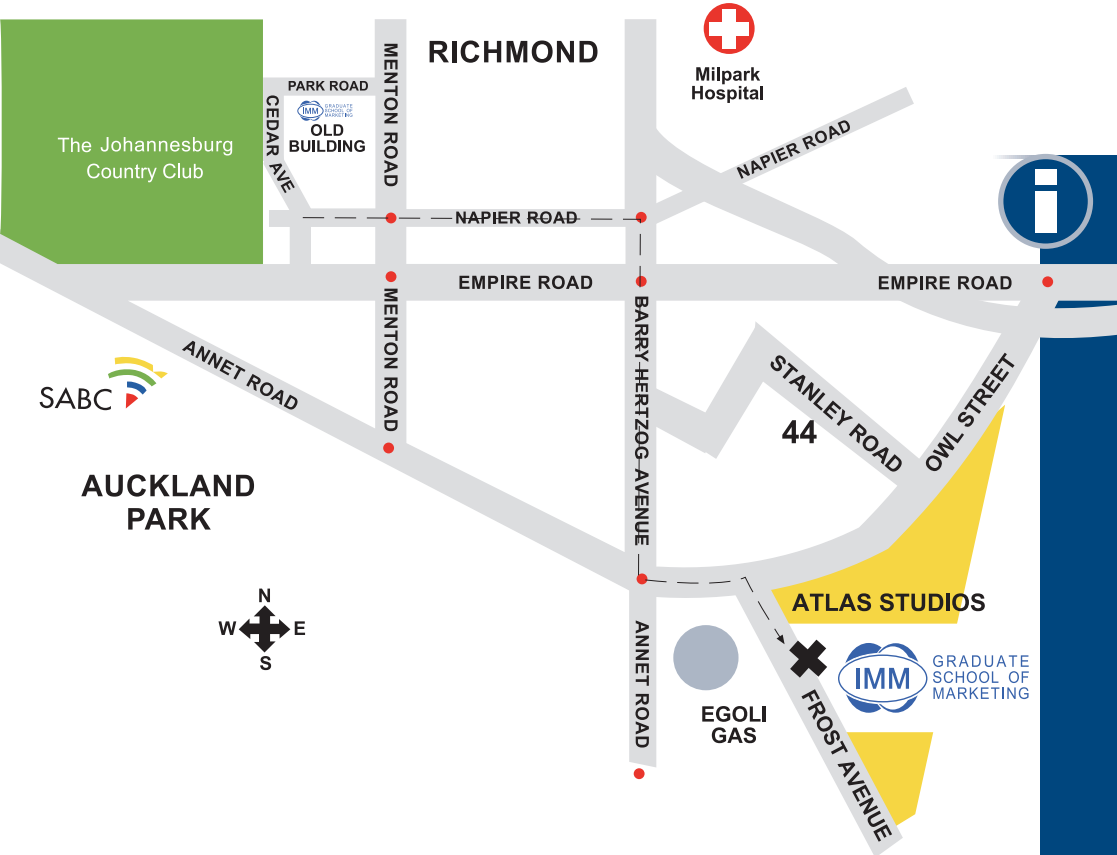 RICHMOND
Milpark
Hospital
MENTON ROAD
PARK ROAD
CEDAR AVE
IMM
GRADUATE
SCHOOL OF
MARKETING
OLD
BUILDING
The Johannesburg
Country Club
NAPIER ROAD
NAPIER ROAD
i
EMPIRE ROAD
EMPIRE ROAD
MENTON ROAD
BARRY HERTZOG AVENUE
ANNET ROAD
SABC
STANLEY ROAD
44
OWL STREET
AUCKLAND
PARK
N
W
E
S
ATLAS STUDIOS
ANNET ROAD
EGOLI
GAS
IMM
GRADUATE
SCHOOL OF
MARKETING
FROST AVENUE